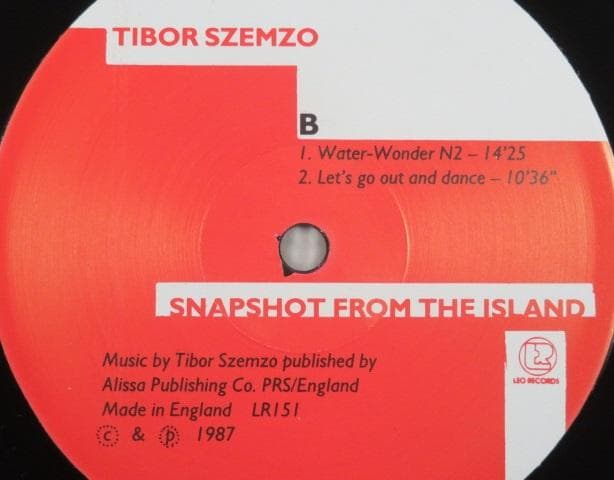 TIBOR SZEMZO
B
1. Water-Wonder N2 – 14'25
2. Let's go out and dance – 10'36"
SNAPSHOT FROM THE ISLAND
LR
LEO RECORDS
Music by Tibor Szemzo published by
Alissa Publishing Co. PRS/England
Made in England LR151
© & ℗ 1987